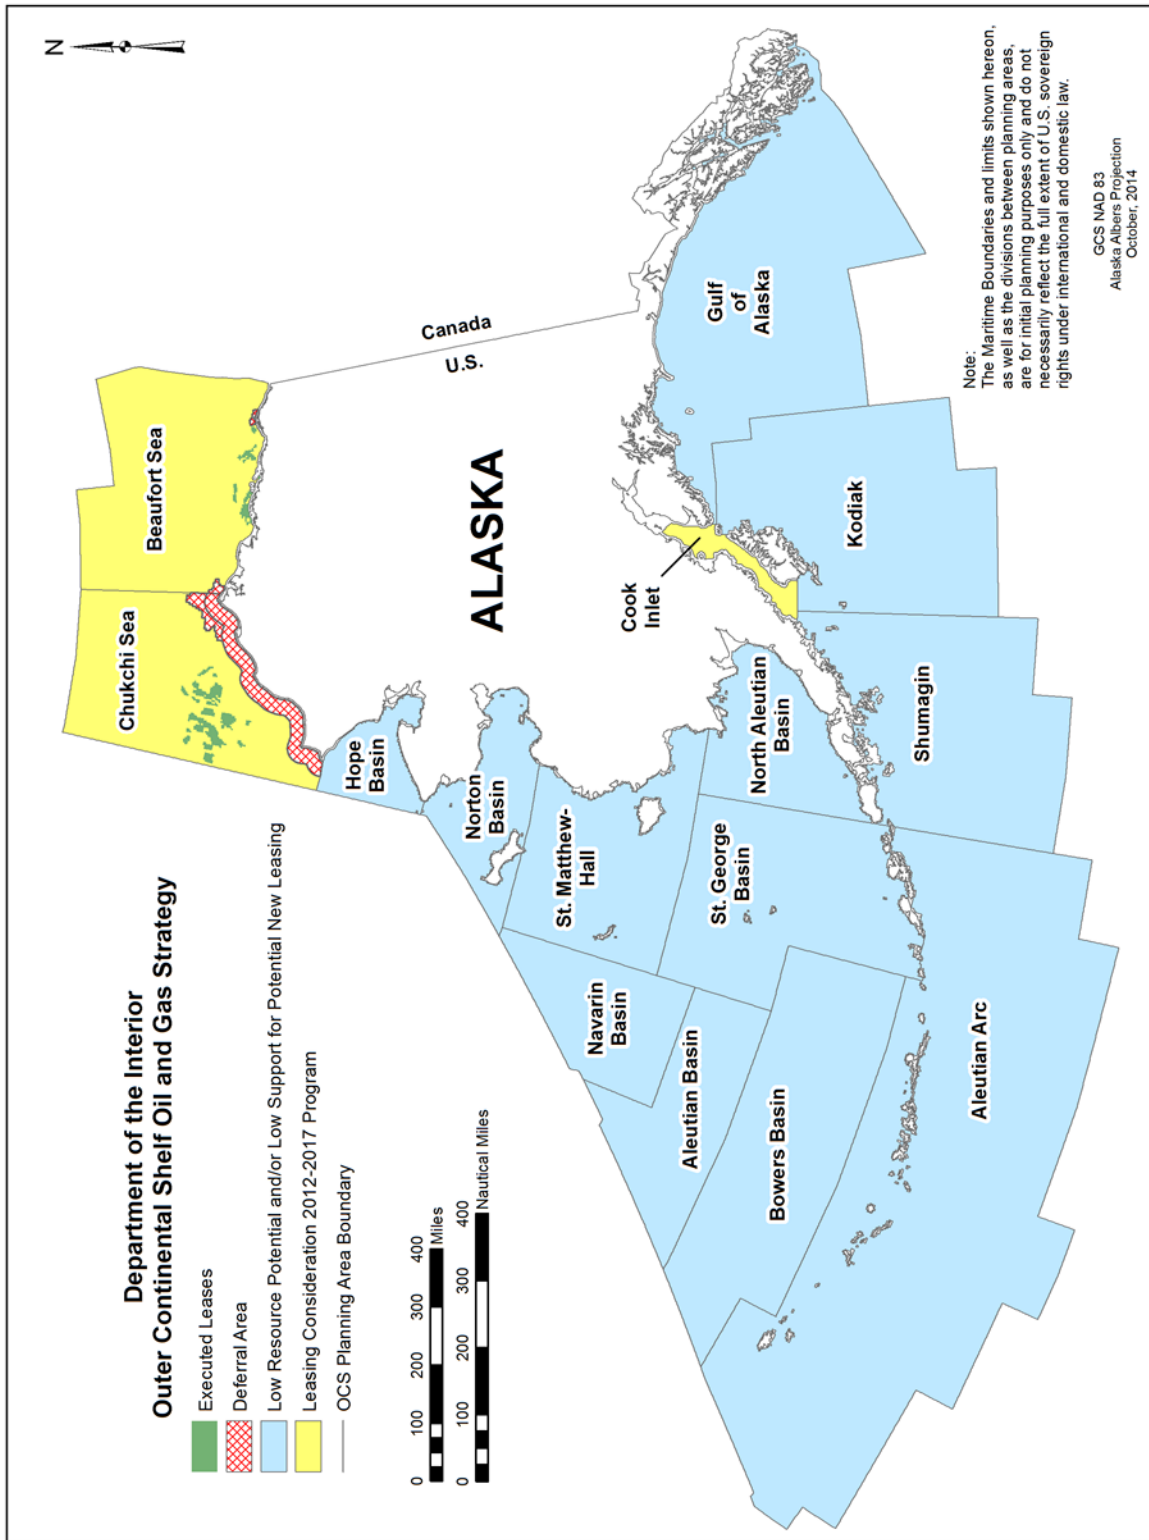 Department of the Interior
Outer Continental Shelf Oil and Gas Strategy
Executed Leases
Deferral Area
Low Resource Potential and/or Low Support for Potential New Leasing
Leasing Consideration 2012-2017 Program
OCS Planning Area Boundary
0 100 200 300 400
Miles
0 100 200 300 400
Nautical Miles
N
Chukchi Sea
Beaufort Sea
Hope
Basin
Norton
Basin
Canada
U.S.
ALASKA
St. Matthew-
Hall
Navarin
Basin
Cook
Inlet
Aleutian Basin
St. George
Basin
North Aleutian
Basin
Gulf
of
Alaska
Bowers Basin
Kodiak
Shumagin
Aleutian Arc
Note:
The Maritime Boundaries and limits shown hereon,
as well as the divisions between planning areas,
are for initial planning purposes only and do not
necessarily reflect the full extent of U.S. sovereign
rights under international and domestic law.
GCS NAD 83
Alaska Albers Projection
October, 2014